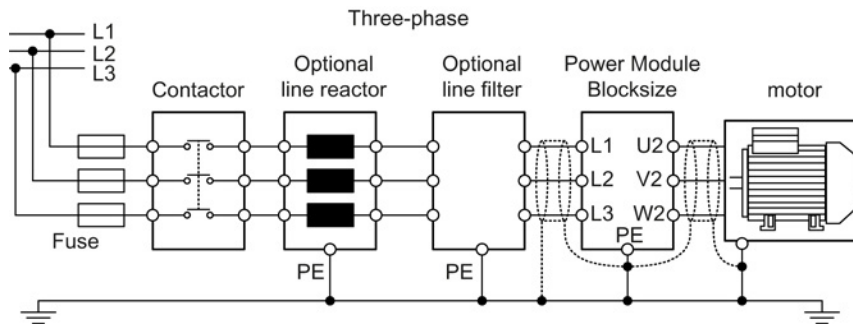 Three-phase
L1
L2
L3
Contactor
Optional
line reactor
Optional
line filter
Power Module
Blocksize
motor
L1 U2
L2 V2
L3 W2
Fuse
PE
PE
PE